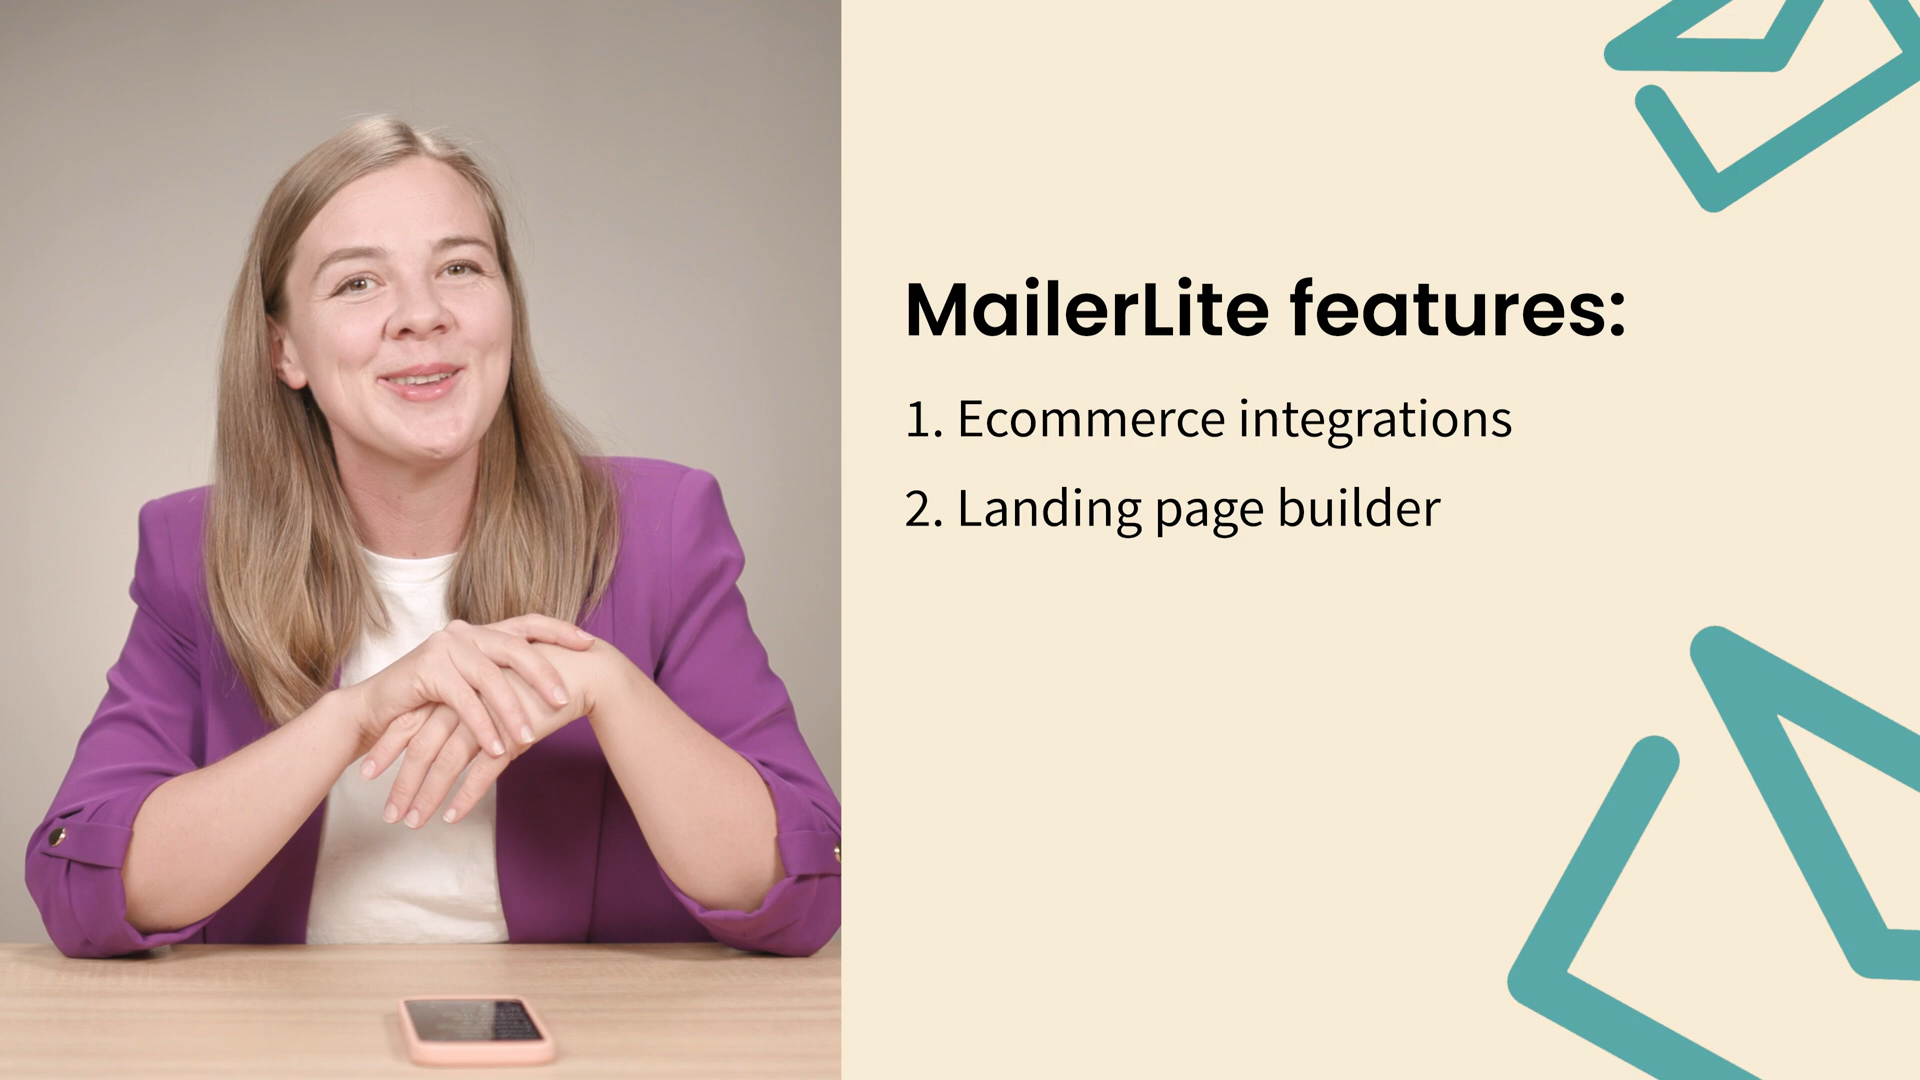 MailerLite features:
1. Ecommerce integrations
2. Landing page builder